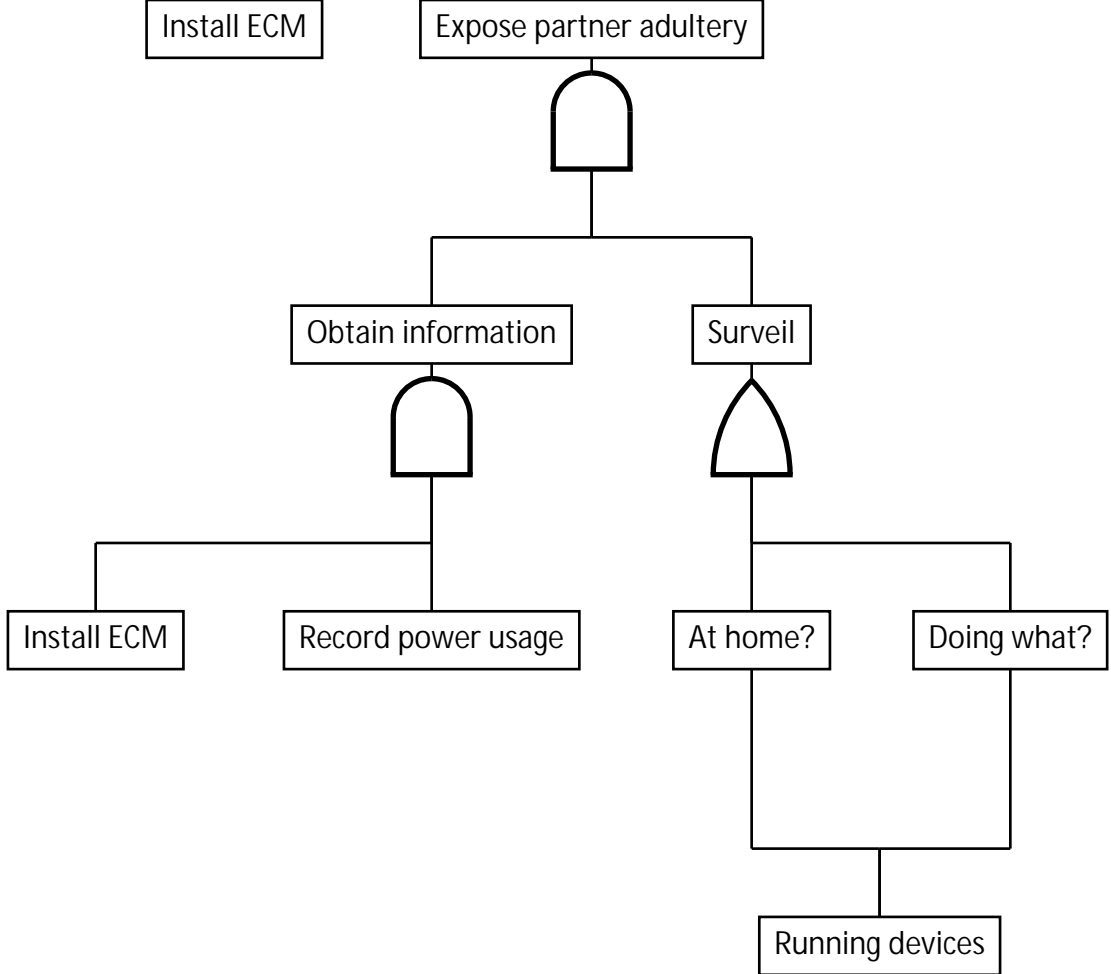 Install ECM
Expose partner adultery
Obtain information
Surveil
Install ECM
Record power usage
At home?
Doing what?
Running devices